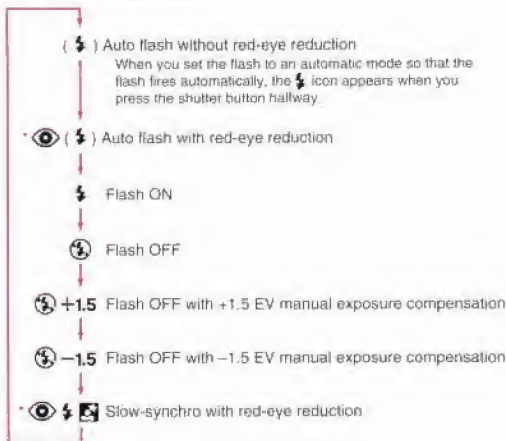 ( ) Auto flash without red-eye reduction
When you set the flash to an automatic mode so that the
flash fires automatically, the icon appears when you
press the shutter button halfway.
* ( ) Auto flash with red-eye reduction
Flash ON
Flash OFF
+1.5 Flash OFF with +1.5 EV manual exposure compensation
−1.5 Flash OFF with −1.5 EV manual exposure compensation
* Slow-synchro with red-eye reduction